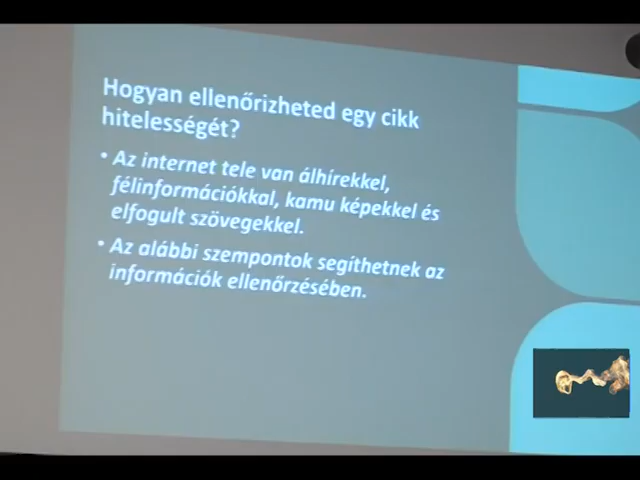 Hogyan ellenőrizheted egy cikk
hitelességét?
• Az internet tele van álhírekkel,
félinformációkkal, kamu képekkel és
elfogult szövegekkel.
• Az alábbi szempontok segíthetnek az
információk ellenőrzésében.